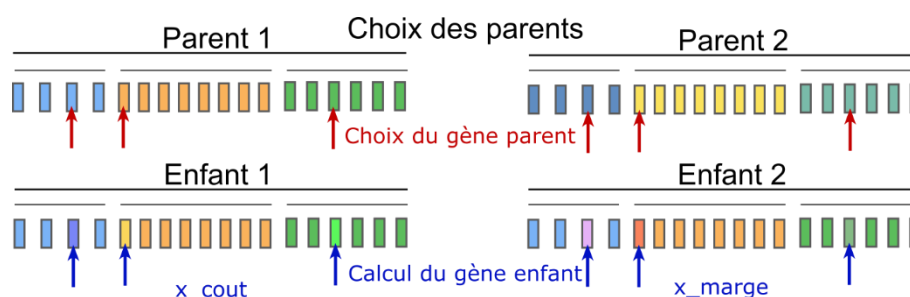 Choix des parents
Parent 1
Parent 2
Choix du gène parent
Enfant 1
Enfant 2
Calcul du gène enfant
x_cout
x_marge